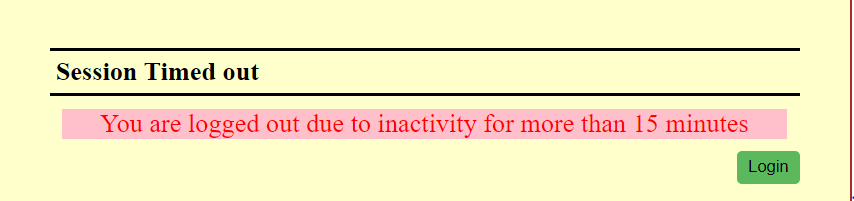 Session Timed out
You are logged out due to inactivity for more than 15 minutes
Login